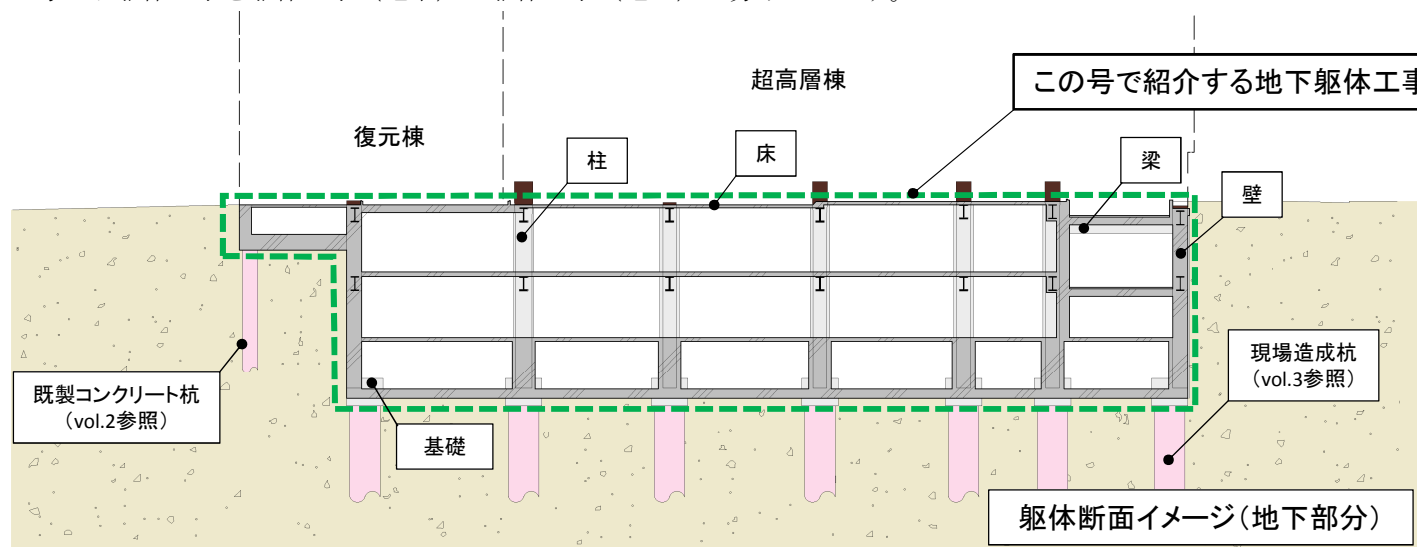 超高層棟
この号で紹介する地下躯体工事
復元棟
柱
床
梁
壁
既製コンクリート杭
(vol.2参照)
基礎
現場造成杭
(vol.3参照)
躯体断面イメージ(地下部分)